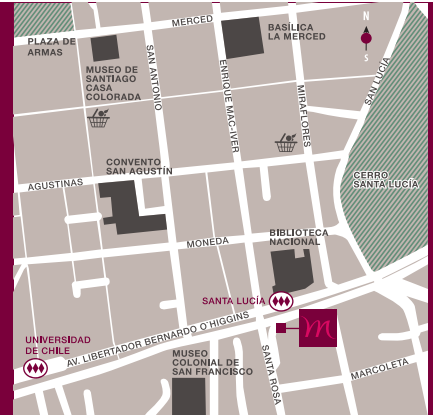 MERCED
PLAZA DE
ARMAS
BASÍLICA
LA MERCED
N
S
MUSEO DE
SANTIAGO
CASA
COLORADA
SAN ANTONIO
ENRIQUE MAC-IVER
MIRAFLORES
SAN LUCÍA
CONVENTO
SAN AGUSTÍN
AGUSTINAS
CERRO
SANTA LUCÍA
MONEDA
BIBLIOTECA
NACIONAL
SANTA LUCÍA
m
UNIVERSIDAD
DE CHILE
AV. LIBERTADOR BERNARDO O'HIGGINS
MUSEO
COLONIAL DE
SAN FRANCISCO
SANTA ROSA
MARCOLETA